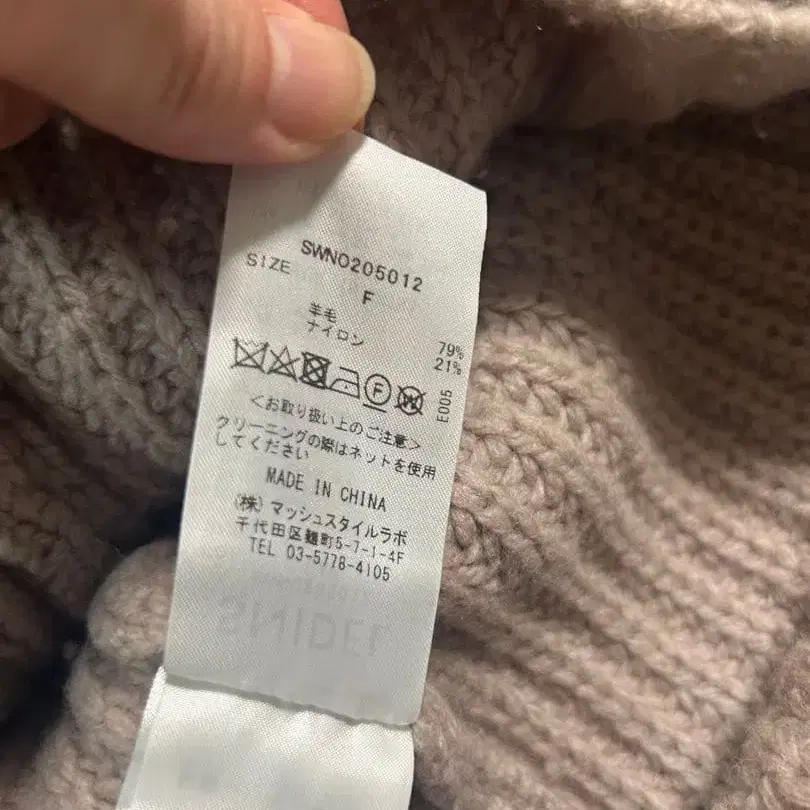 SWNO205012
SIZE F
羊毛 79%
ナイロン 21%
F W E005
<お取り扱い上のご注意>
クリーニングの際はネットを使用
してください
MADE IN CHINA
(株) マッシュスタイルラボ
千代田区麹町5-7-1-4F
TEL 03-5778-4105
SNIDEL